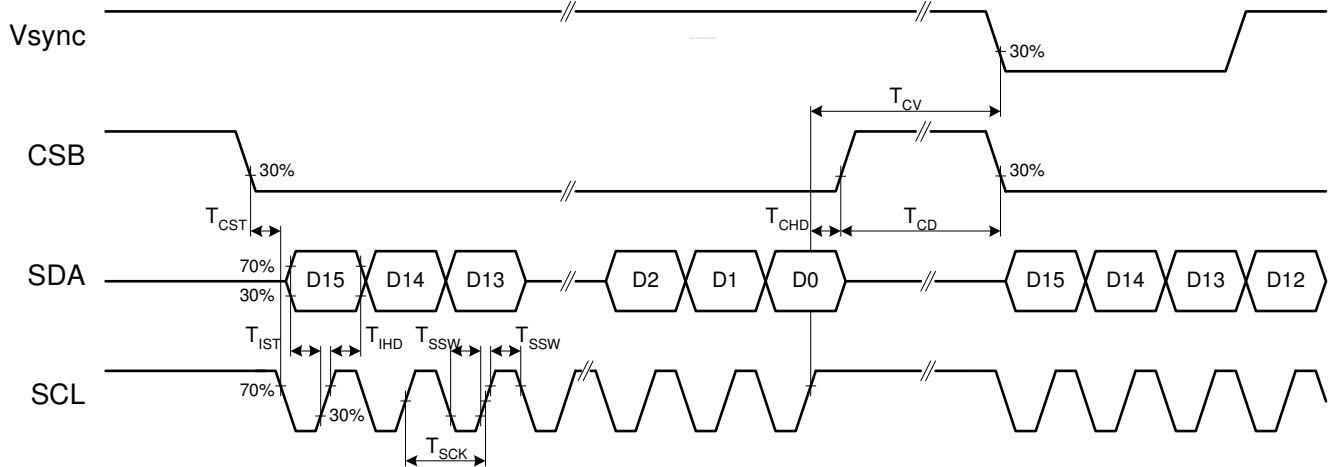 Vsync
30%
T_CV
CSB
30%
30%
T_CST
T_CHD
T_CD
SDA
70%
30%
D15
D14
D13
D2
D1
D0
D15
D14
D13
D12
T_IST
T_IHD
T_SSW
T_SSW
SCL
70%
30%
T_SCK